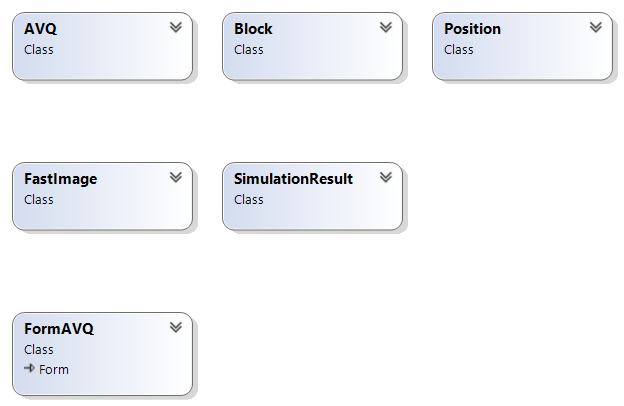 AVQ
Class
Block
Class
Position
Class
FastImage
Class
SimulationResult
Class
FormAVQ
Class
Form